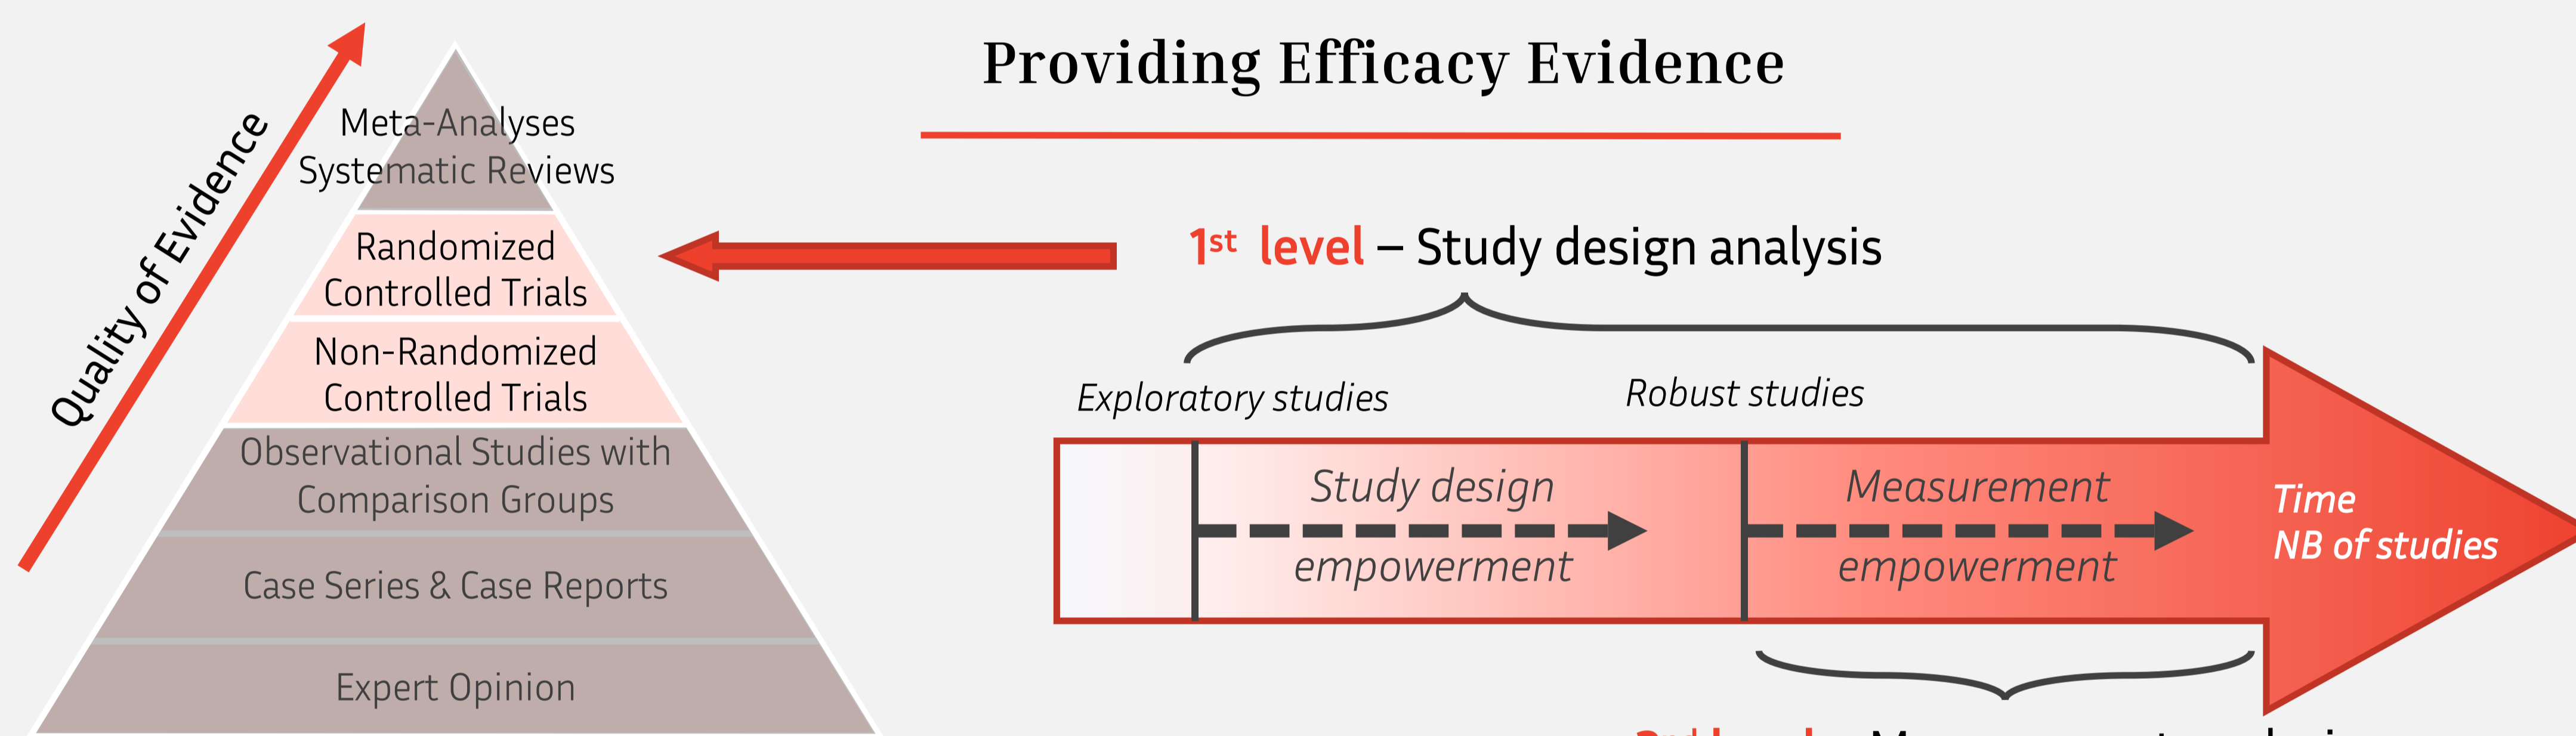 Providing Efficacy Evidence
Quality of Evidence
Meta-Analyses
Systematic Reviews
Randomized
Controlled Trials
Non-Randomized
Controlled Trials
Observational Studies with
Comparison Groups
Case Series & Case Reports
Expert Opinion
1st level – Study design analysis
Exploratory studies
Robust studies
Study design
empowerment
Measurement
empowerment
Time
NB of studies